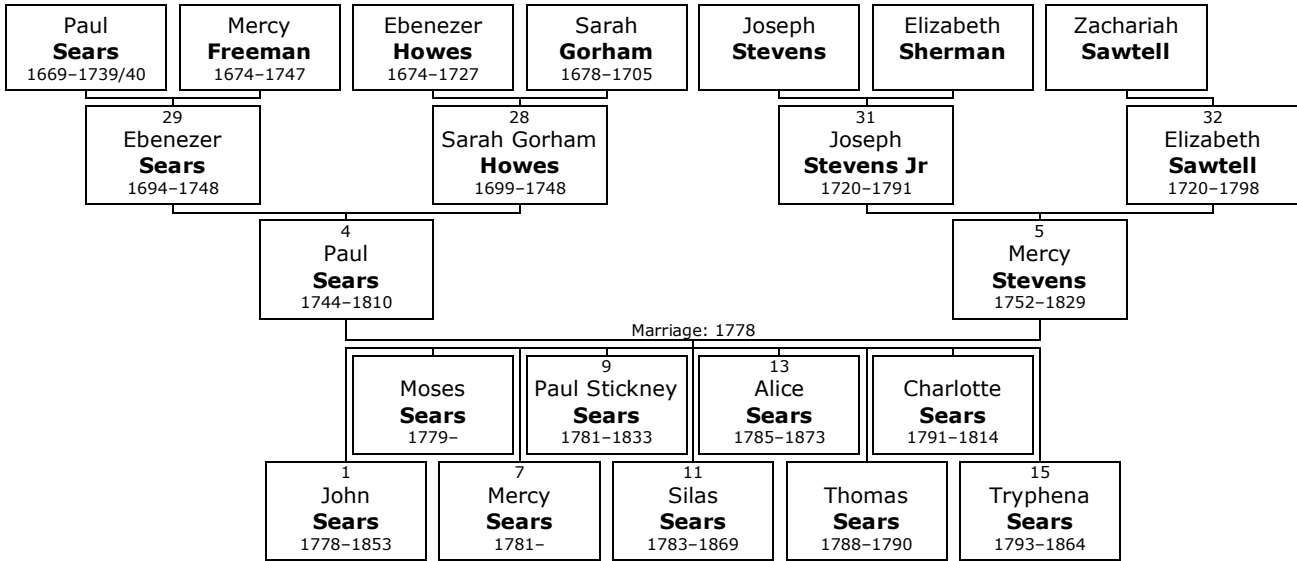 Paul
Sears
1669–1739/40
Mercy
Freeman
1674–1747
Ebenezer
Howes
1674–1727
Sarah
Gorham
1678–1705
Joseph
Stevens
Elizabeth
Sherman
Zachariah
Sawtell
29
Ebenezer
Sears
1694–1748
28
Sarah Gorham
Howes
1699–1748
31
Joseph
Stevens Jr
1720–1791
32
Elizabeth
Sawtell
1720–1798
4
Paul
Sears
1744–1810
5
Mercy
Stevens
1752–1829
Marriage: 1778
Moses
Sears
1779–
9
Paul Stickney
Sears
1781–1833
13
Alice
Sears
1785–1873
Charlotte
Sears
1791–1814
1
John
Sears
1778–1853
7
Mercy
Sears
1781–
11
Silas
Sears
1783–1869
Thomas
Sears
1788–1790
15
Tryphena
Sears
1793–1864